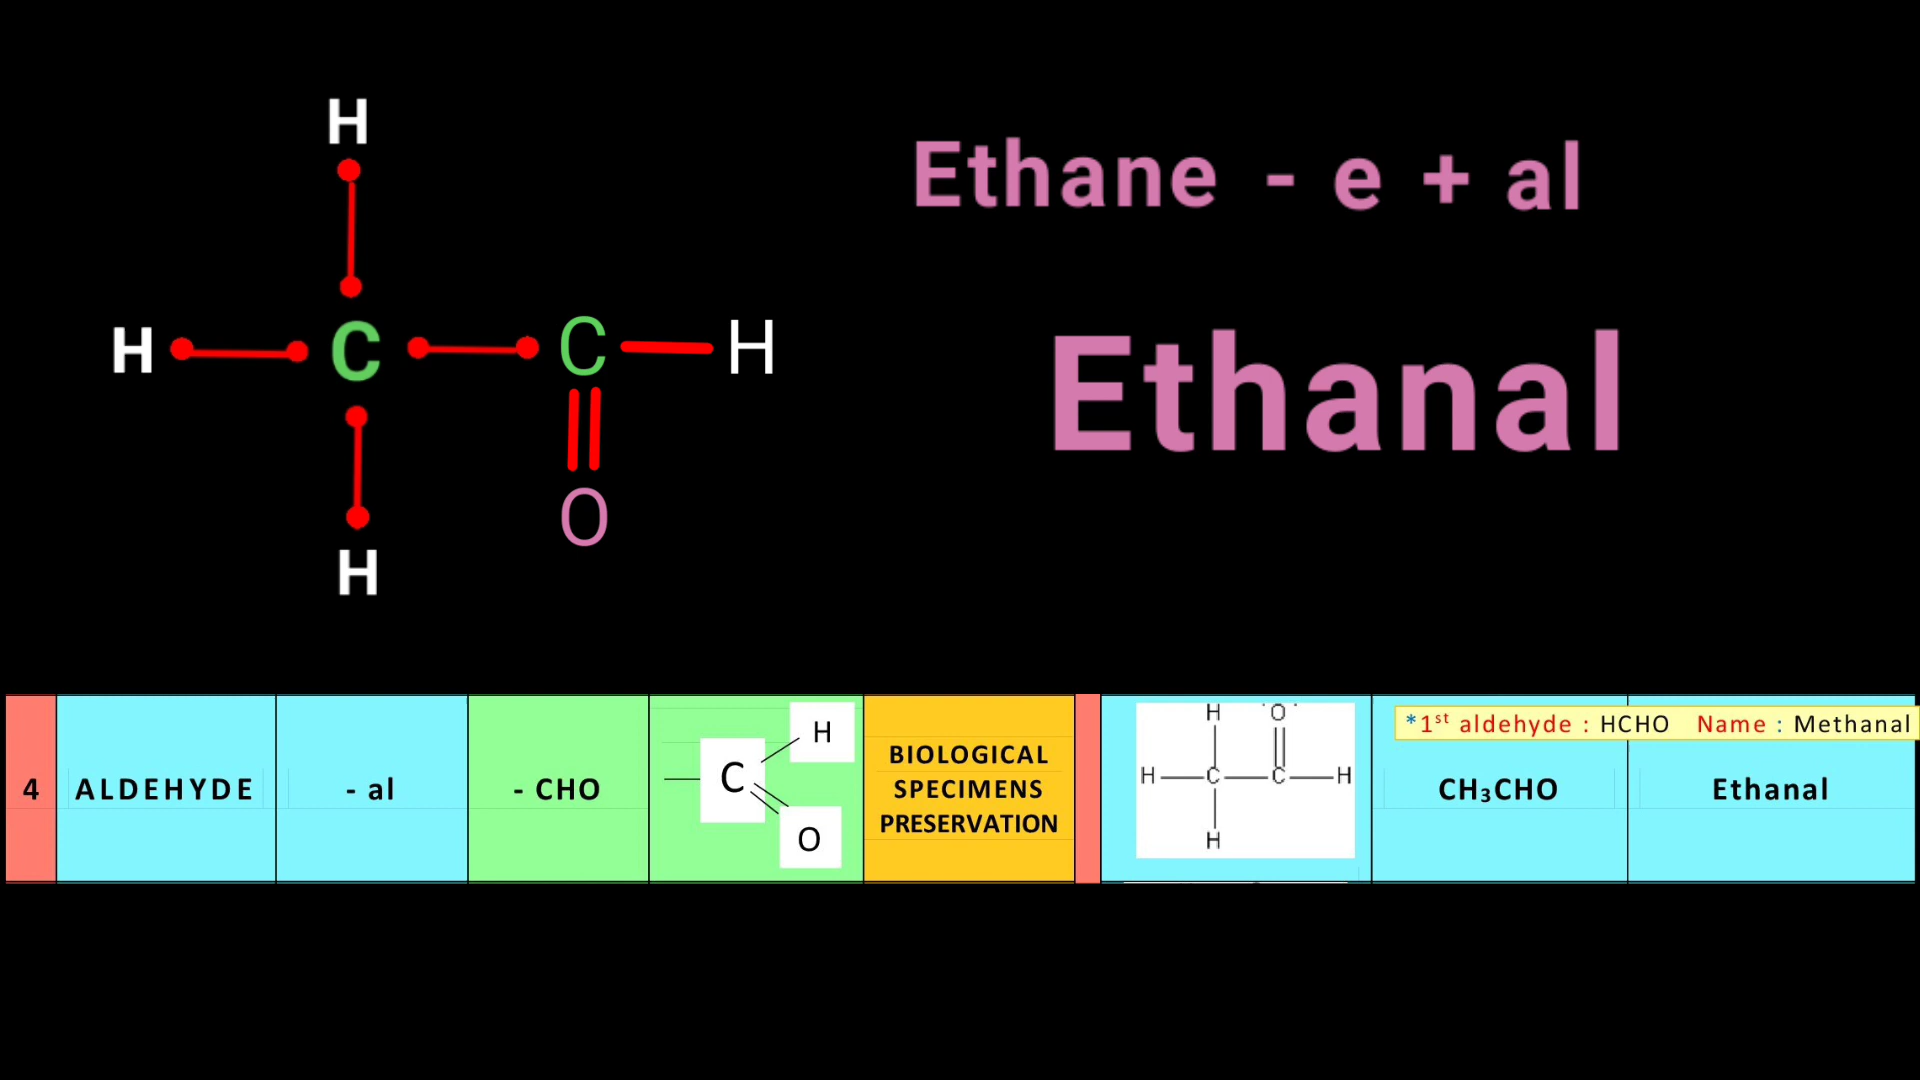 H
Ethane - e + al
H C C H
Ethanal
O
H
4 ALDEHYDE - al - CHO
H
C
O
BIOLOGICAL
SPECIMENS
PRESERVATION
H O
H C C H
H
*1st aldehyde : HCHO Name : Methanal
CH₃CHO Ethanal